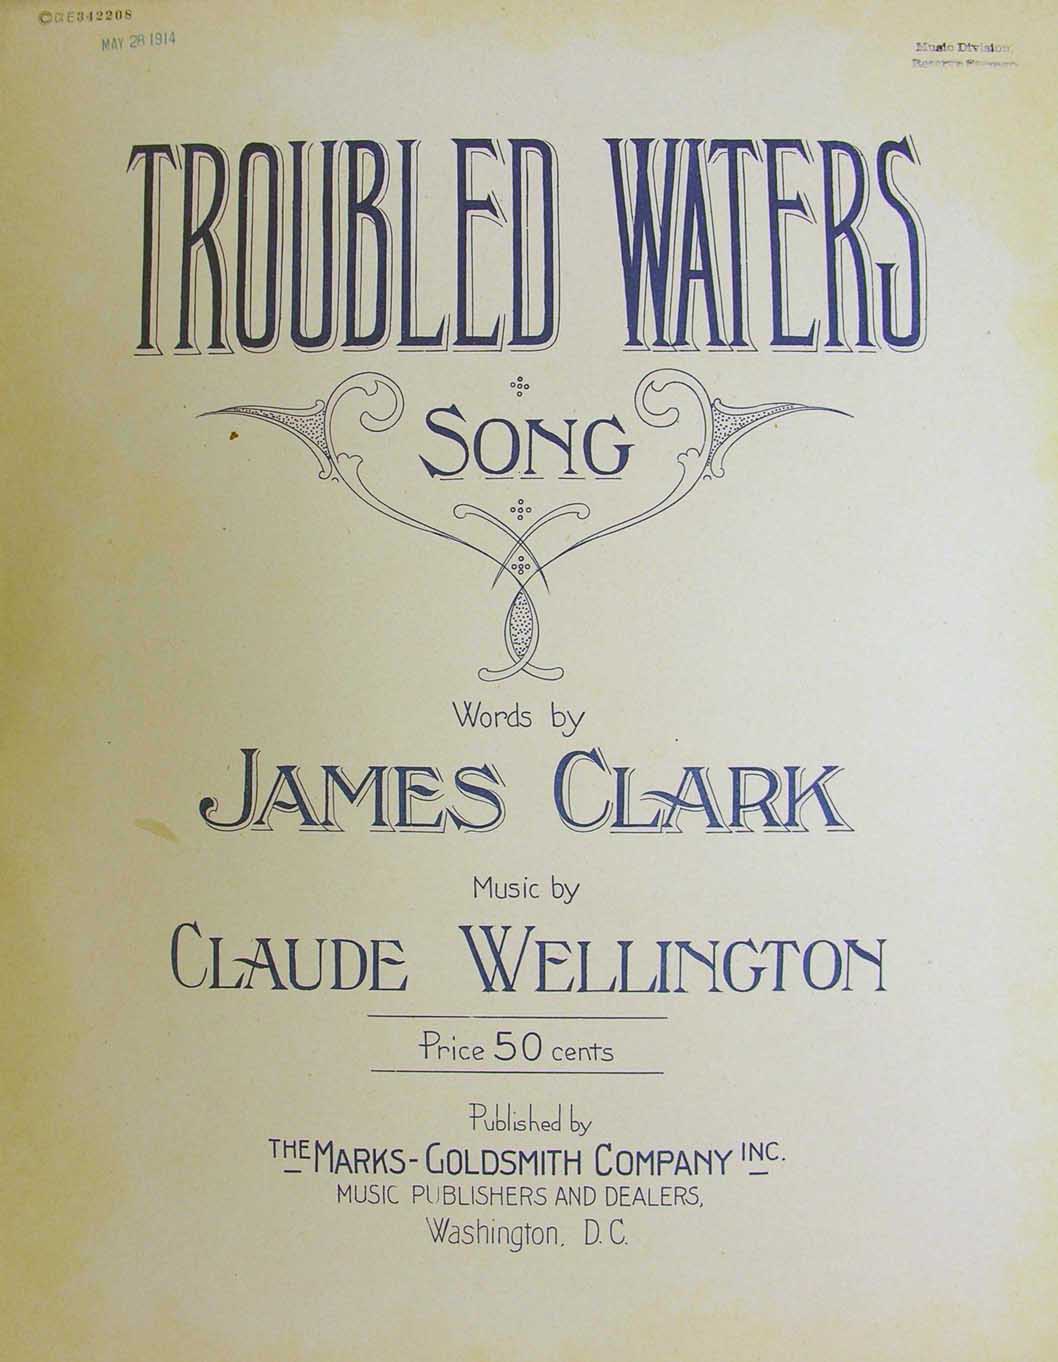 ©CLE342208
MAY 28 1914
Music Division,
TROUBLED WATERS
SONG
Words by
JAMES CLARK
Music by
CLAUDE WELLINGTON
Price 50 cents
Published by
THE MARKS-GOLDSMITH COMPANY INC.
MUSIC PUBLISHERS AND DEALERS,
Washington, D.C.